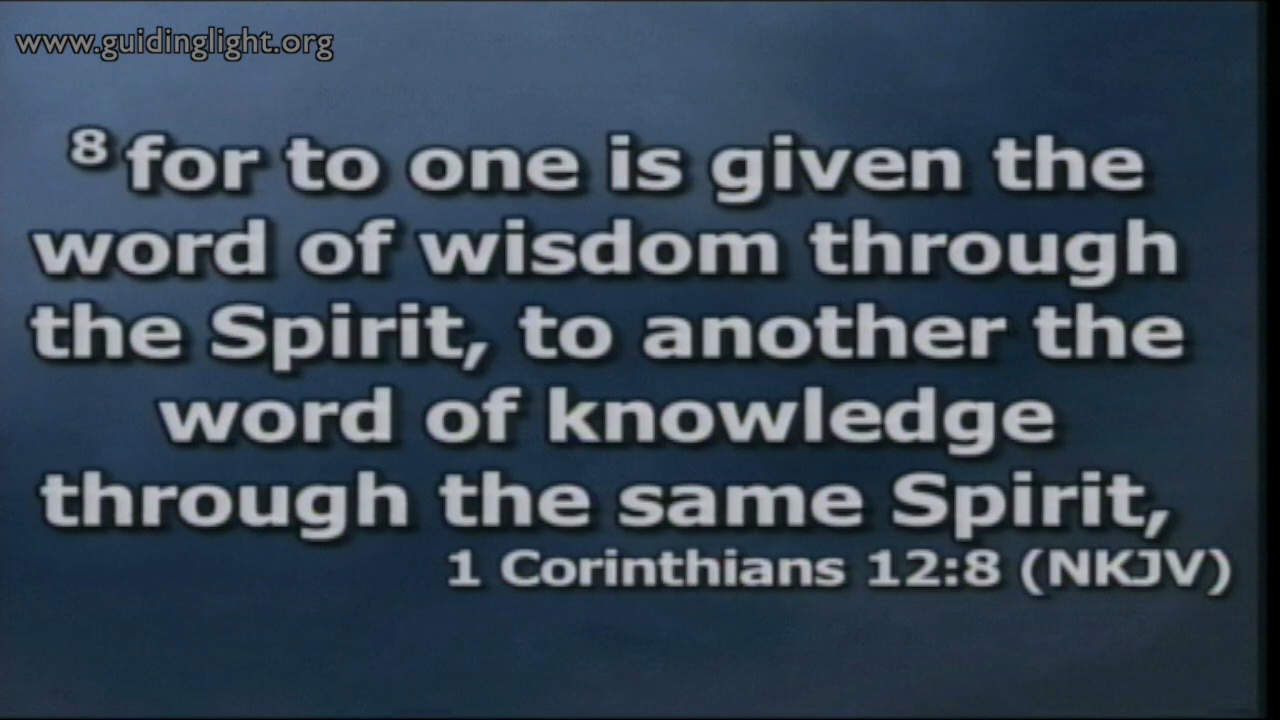 www.guidinglight.org
8 for to one is given the
word of wisdom through
the Spirit, to another the
word of knowledge
through the same Spirit,
1 Corinthians 12:8 (NKJV)